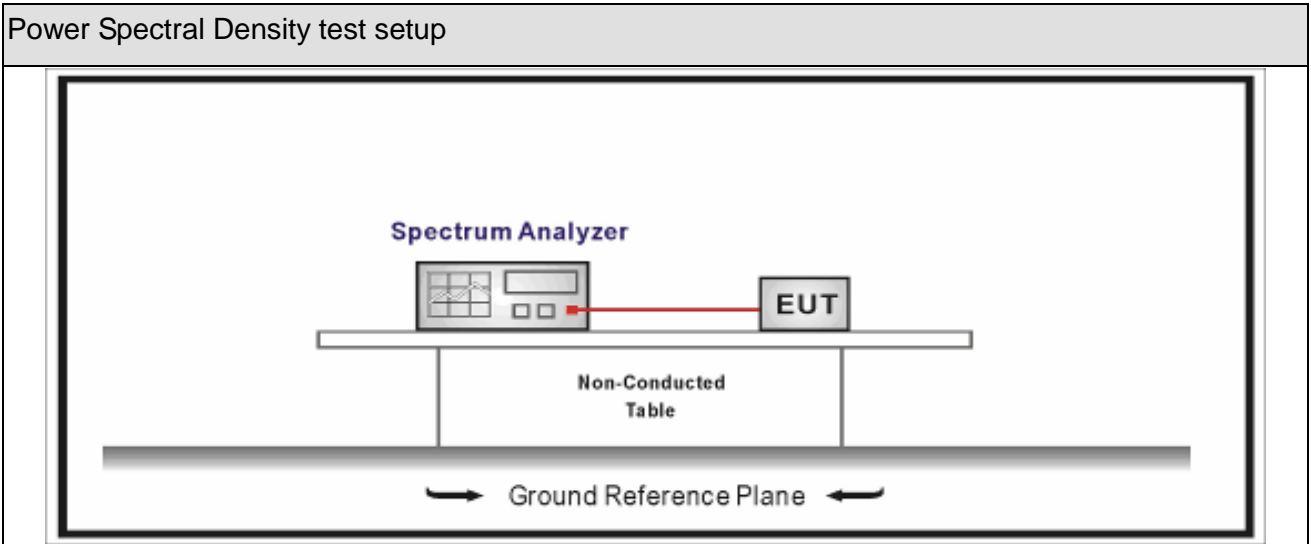 Power Spectral Density test setup
Spectrum Analyzer
EUT
Non-Conducted
Table
Ground Reference Plane